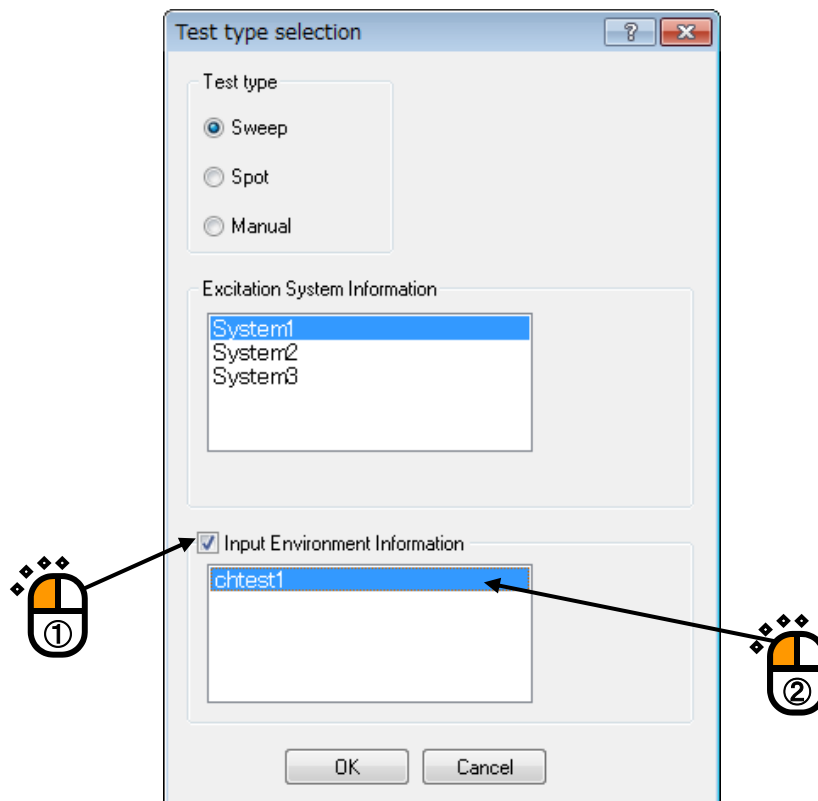 Test type selection
Test type
Sweep
Spot
Manual
Excitation System Information
System1
System2
System3
Input Environment Information
chtest1
①
②
OK
Cancel